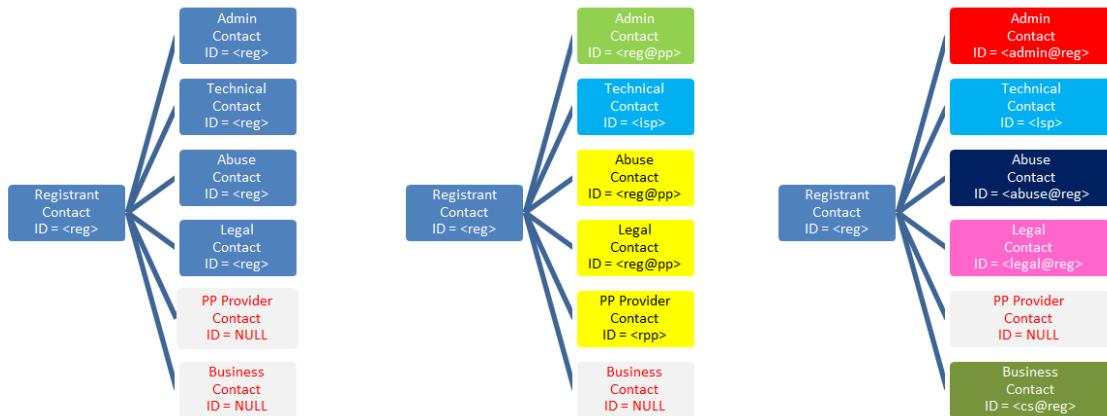 Registrant
Contact
ID = <reg>
Admin
Contact
ID = <reg>
Technical
Contact
ID = <reg>
Abuse
Contact
ID = <reg>
Legal
Contact
ID = <reg>
PP Provider
Contact
ID = NULL
Business
Contact
ID = NULL
Registrant
Contact
ID = <reg>
Admin
Contact
ID = <reg@pp>
Technical
Contact
ID = <isp>
Abuse
Contact
ID = <reg@pp>
Legal
Contact
ID = <reg@pp>
PP Provider
Contact
ID = <rpp>
Business
Contact
ID = NULL
Registrant
Contact
ID = <reg>
Admin
Contact
ID = <admin@reg>
Technical
Contact
ID = <isp>
Abuse
Contact
ID = <abuse@reg>
Legal
Contact
ID = <legal@reg>
PP Provider
Contact
ID = NULL
Business
Contact
ID = <cs@reg>